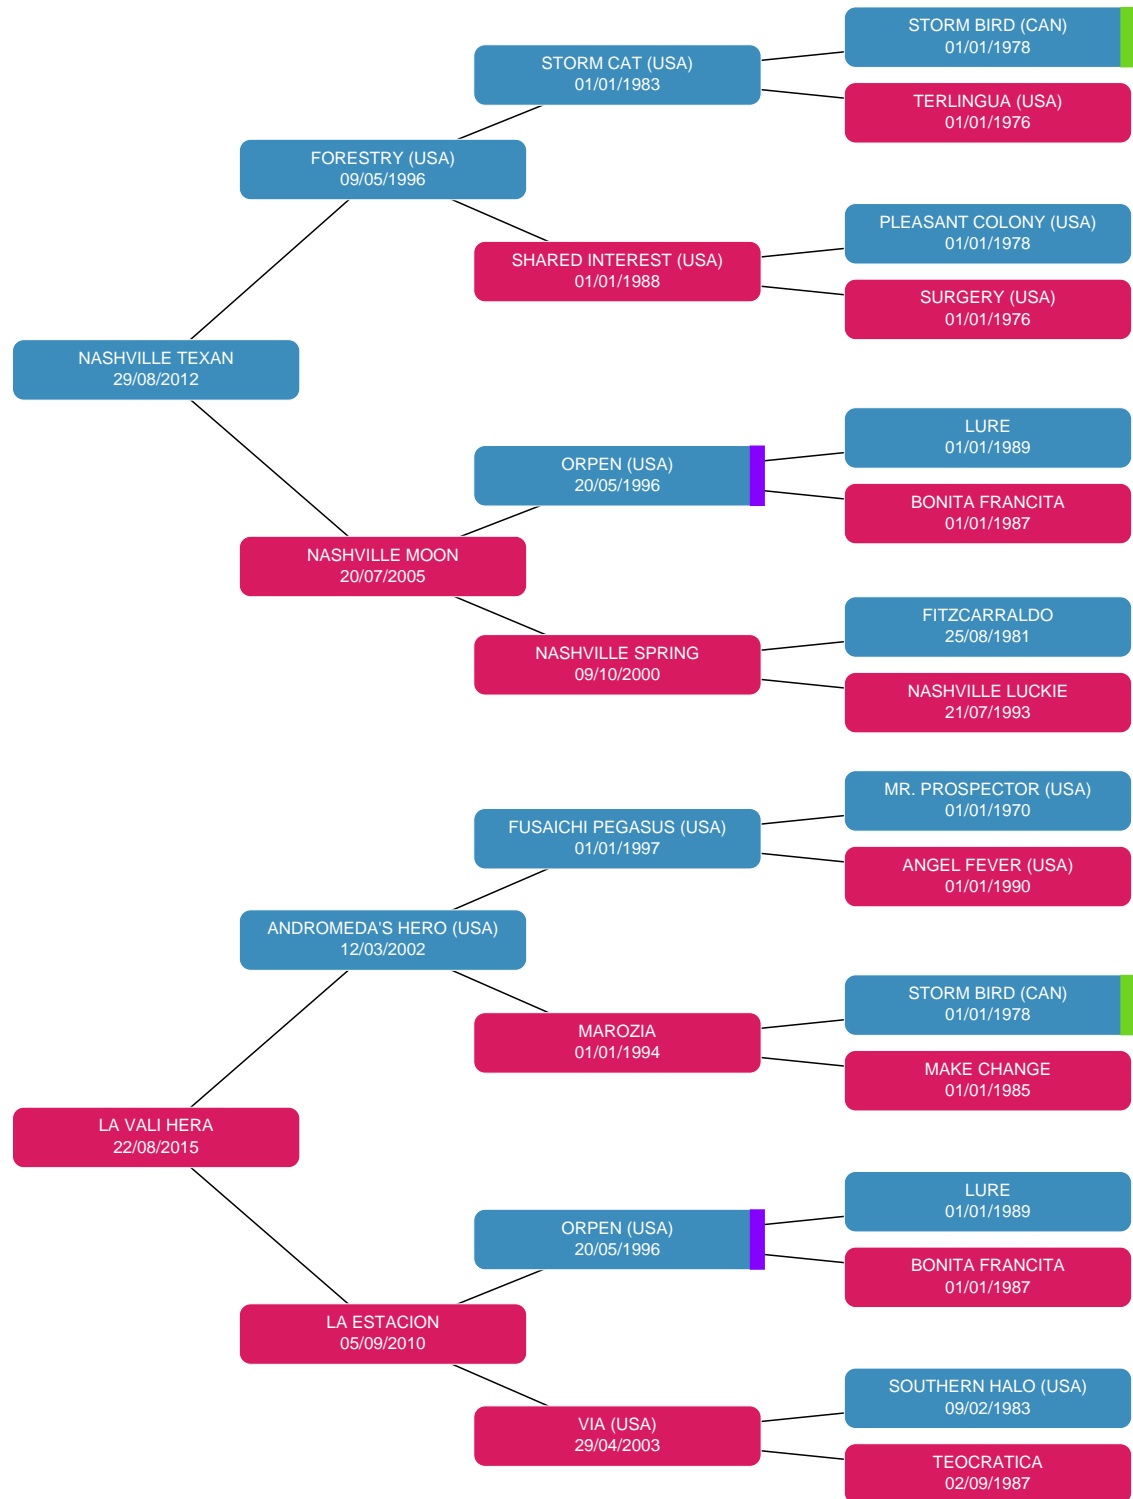 STORM BIRD (CAN)
01/01/1978
STORM CAT (USA)
01/01/1983
TERLINGUA (USA)
01/01/1976
FORESTRY (USA)
09/05/1996
PLEASANT COLONY (USA)
01/01/1978
SHARED INTEREST (USA)
01/01/1988
SURGERY (USA)
01/01/1976
NASHVILLE TEXAN
29/08/2012
LURE
01/01/1989
ORPEN (USA)
20/05/1996
BONITA FRANCITA
01/01/1987
NASHVILLE MOON
20/07/2005
FITZCARRALDO
25/08/1981
NASHVILLE SPRING
09/10/2000
NASHVILLE LUCKIE
21/07/1993
MR. PROSPECTOR (USA)
01/01/1970
FUSAICHI PEGASUS (USA)
01/01/1997
ANGEL FEVER (USA)
01/01/1990
ANDROMEDA'S HERO (USA)
12/03/2002
STORM BIRD (CAN)
01/01/1978
MAROZIA
01/01/1994
MAKE CHANGE
01/01/1985
LA VALI HERA
22/08/2015
LURE
01/01/1989
ORPEN (USA)
20/05/1996
BONITA FRANCITA
01/01/1987
LA ESTACION
05/09/2010
SOUTHERN HALO (USA)
09/02/1983
VIA (USA)
29/04/2003
TEOCRATICA
02/09/1987